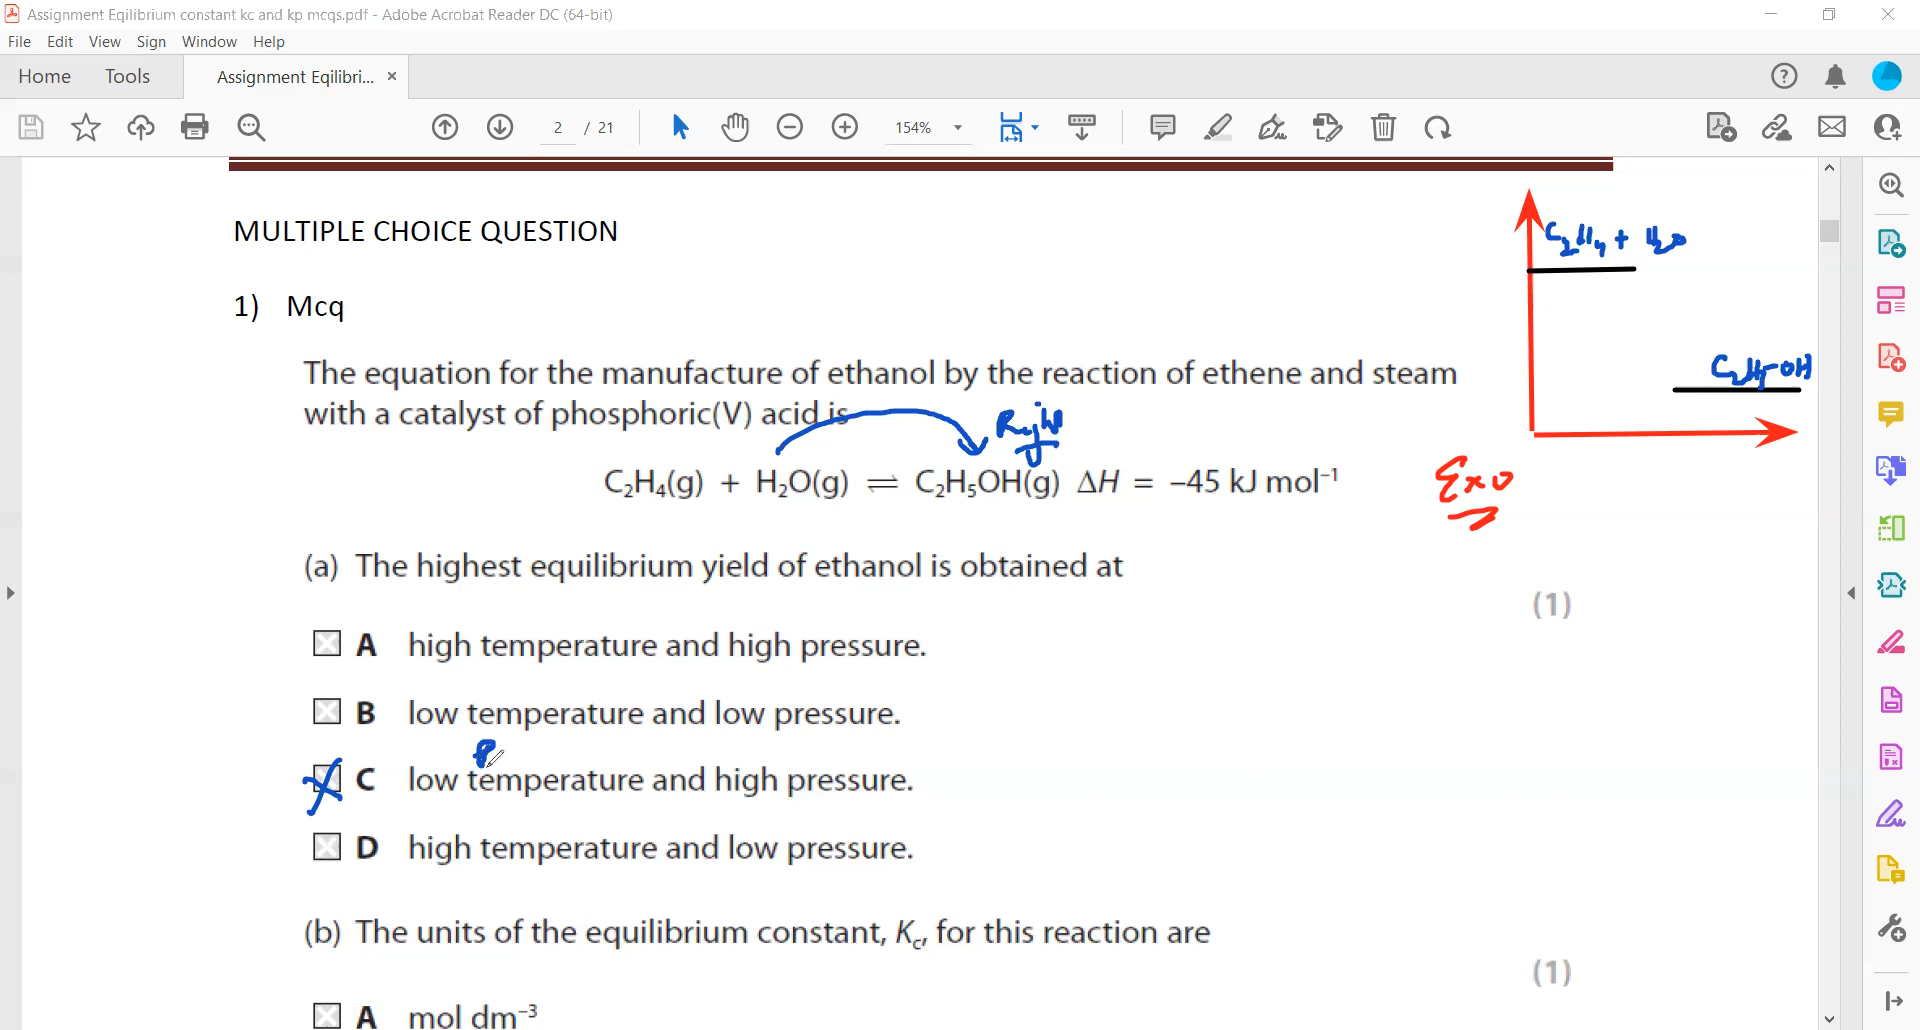 Assignment Eqilibrium constant kc and kp mcqs.pdf - Adobe Acrobat Reader DC (64-bit)
File Edit View Sign Window Help
Home Tools Assignment Eqilibri... ×
2 / 21 154%
MULTIPLE CHOICE QUESTION
C₂H₄ + H₂O
1) Mcq
The equation for the manufacture of ethanol by the reaction of ethene and steam
C₂H₅OH
with a catalyst of phosphoric(V) acid is
C₂H₄(g) + H₂O(g) ⇌ C₂H₅OH(g) ΔH = –45 kJ mol⁻¹
Exo
(a) The highest equilibrium yield of ethanol is obtained at
(1)
A high temperature and high pressure.
B low temperature and low pressure.
C low temperature and high pressure.
D high temperature and low pressure.
(b) The units of the equilibrium constant, Kc, for this reaction are
(1)
A mol dm⁻³